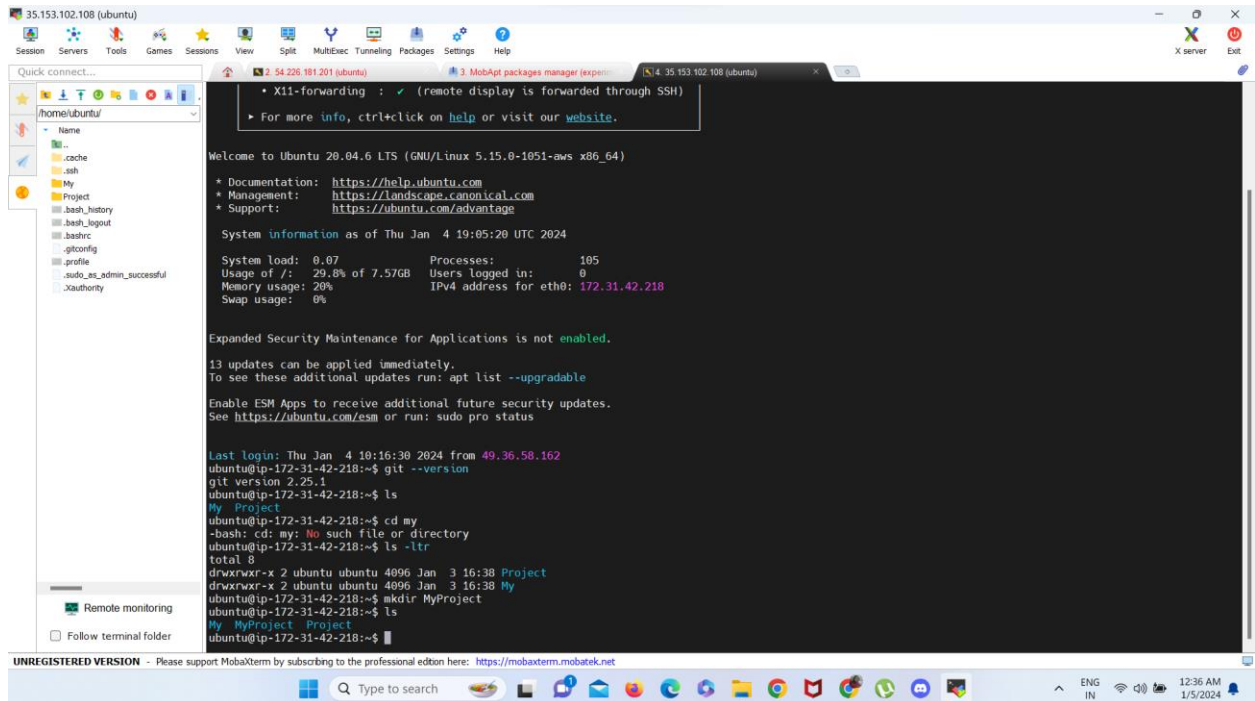 35.153.102.108 (ubuntu)
Session Servers Tools Games Sessions View Split MultiExec Tunneling Packages Settings Help X server Exit
Quick connect... 2. 54.226.181.201 (ubuntu) 3. MobApt packages manager (experim 4. 35.153.102.108 (ubuntu)
/home/ubuntu/
Name
..
.cache
.ssh
My
Project
.bash_history
.bash_logout
.bashrc
.gitconfig
.profile
.sudo_as_admin_successful
.Xauthority
Remote monitoring
Follow terminal folder
• X11-forwarding : ✓ (remote display is forwarded through SSH)
► For more info, ctrl+click on help or visit our website.
Welcome to Ubuntu 20.04.6 LTS (GNU/Linux 5.15.0-1051-aws x86_64)
* Documentation: https://help.ubuntu.com
* Management: https://landscape.canonical.com
* Support: https://ubuntu.com/advantage
System information as of Thu Jan 4 19:05:20 UTC 2024
System load: 0.07 Processes: 105
Usage of /: 29.8% of 7.57GB Users logged in: 0
Memory usage: 20% IPv4 address for eth0: 172.31.42.218
Swap usage: 0%
Expanded Security Maintenance for Applications is not enabled.
13 updates can be applied immediately.
To see these additional updates run: apt list --upgradable
Enable ESM Apps to receive additional future security updates.
See https://ubuntu.com/esm or run: sudo pro status
Last login: Thu Jan 4 10:16:30 2024 from 49.36.58.162
ubuntu@ip-172-31-42-218:~$ git --version
git version 2.25.1
ubuntu@ip-172-31-42-218:~$ ls
My Project
ubuntu@ip-172-31-42-218:~$ cd my
-bash: cd: my: No such file or directory
ubuntu@ip-172-31-42-218:~$ ls -ltr
total 8
drwxrwxr-x 2 ubuntu ubuntu 4096 Jan 3 16:38 Project
drwxrwxr-x 2 ubuntu ubuntu 4096 Jan 3 16:38 My
ubuntu@ip-172-31-42-218:~$ mkdir MyProject
ubuntu@ip-172-31-42-218:~$ ls
My MyProject Project
ubuntu@ip-172-31-42-218:~$
UNREGISTERED VERSION - Please support MobaXterm by subscribing to the professional edition here: https://mobaxterm.mobatek.net
Type to search
ENG
IN
12:36 AM
1/5/2024